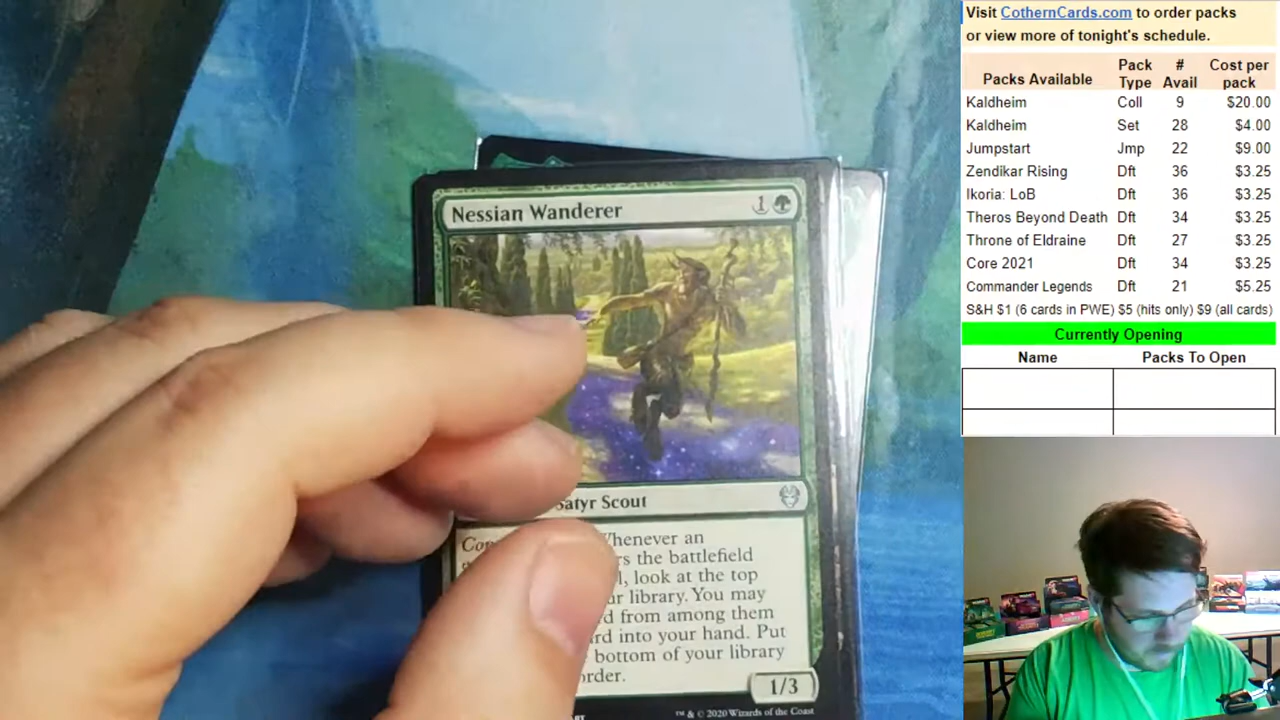 Nessian Wanderer 1
Satyr Scout
Whenever an
the battlefield
look at the top
library. You may
from among them
into your hand. Put
bottom of your library
order.
1/3
™ & © 2020 Wizards of the Coast
Visit CothernCards.com to order packs
or view more of tonight's schedule.
Packs Available Pack Type # Avail Cost per pack
Kaldheim Coll 9 $20.00
Kaldheim Set 28 $4.00
Jumpstart Jmp 22 $9.00
Zendikar Rising Dft 36 $3.25
Ikoria: LoB Dft 36 $3.25
Theros Beyond Death Dft 34 $3.25
Throne of Eldraine Dft 27 $3.25
Core 2021 Dft 34 $3.25
Commander Legends Dft 21 $5.25
S&H $1 (6 cards in PWE) $5 (hits only) $9 (all cards)
Currently Opening
Name Packs To Open